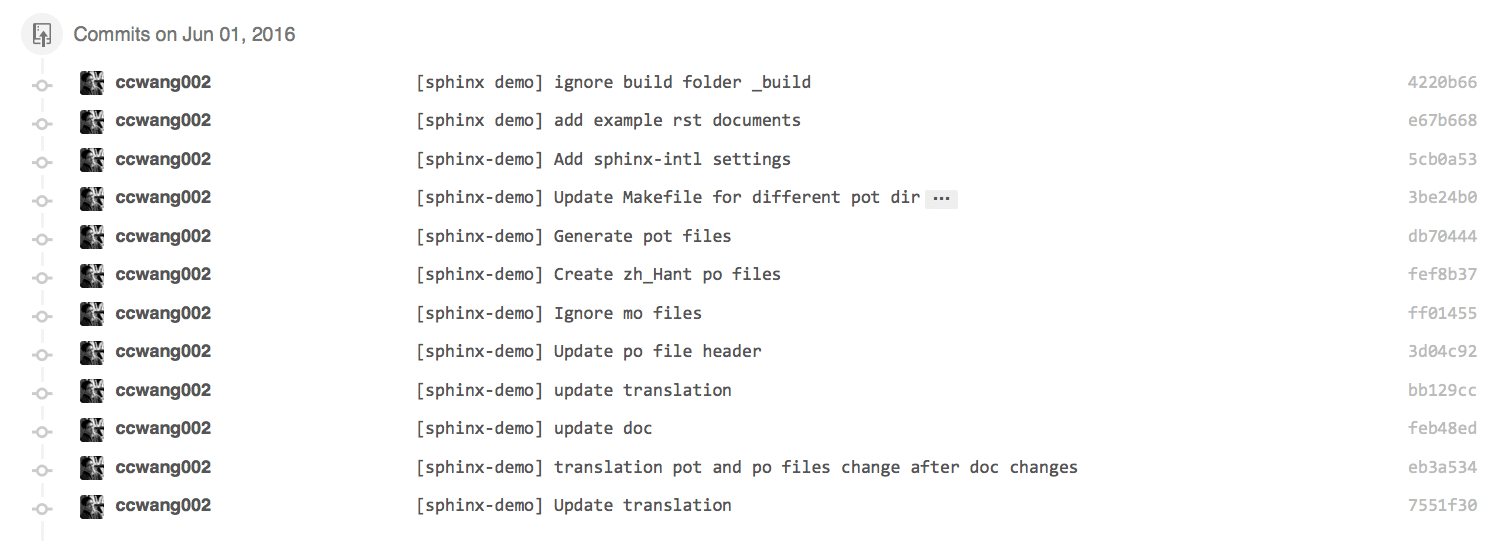 Commits on Jun 01, 2016
ccwang002 [sphinx demo] ignore build folder _build 4220b66
ccwang002 [sphinx demo] add example rst documents e67b668
ccwang002 [sphinx-demo] Add sphinx-intl settings 5cb0a53
ccwang002 [sphinx-demo] Update Makefile for different pot dir … 3be24b0
ccwang002 [sphinx-demo] Generate pot files db70444
ccwang002 [sphinx-demo] Create zh_Hant po files fef8b37
ccwang002 [sphinx-demo] Ignore mo files ff01455
ccwang002 [sphinx-demo] Update po file header 3d04c92
ccwang002 [sphinx-demo] update translation bb129cc
ccwang002 [sphinx-demo] update doc feb48ed
ccwang002 [sphinx-demo] translation pot and po files change after doc changes eb3a534
ccwang002 [sphinx-demo] Update translation 7551f30